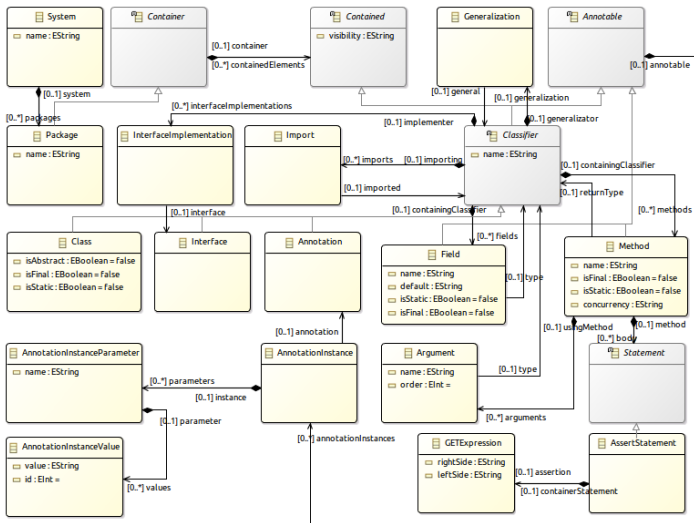 System
name : EString
Container
Contained
visibility : EString
Generalization
Annotable
[0..1] container
[0..*] containedElements
[0..1] annotable
[0..1] system
[0..*] packages
[0..*] interfaceImplementations
[0..1] implementer
[0..1] general
[0..1] generalization
[0..1] generalizator
Package
name : EString
InterfaceImplementation
Import
Classifier
name : EString
[0..*] imports
[0..1] importing
[0..1] imported
[0..1] containingClassifier
[0..1] returnType
[0..*] methods
[0..1] interface
[0..1] containingClassifier
[0..*] fields
Class
isAbstract : EBoolean = false
isFinal : EBoolean = false
isStatic : EBoolean = false
Interface
Annotation
Field
name : EString
default : EString
isStatic : EBoolean = false
isFinal : EBoolean = false
[0..1] type
Method
name : EString
isFinal : EBoolean = false
isStatic : EBoolean = false
concurrency : EString
[0..1] annotation
[0..1] usingMethod
[0..1] method
[0..*] body
AnnotationInstanceParameter
name : EString
AnnotationInstance
[0..*] parameters
[0..1] instance
Argument
name : EString
order : EInt =
[0..1] type
[0..*] arguments
Statement
[0..1] parameter
[0..*] values
AnnotationInstanceValue
value : EString
id : EInt =
[0..*] annotationInstances
GETExpression
rightSide : EString
leftSide : EString
[0..1] assertion
[0..1] containerStatement
AssertStatement